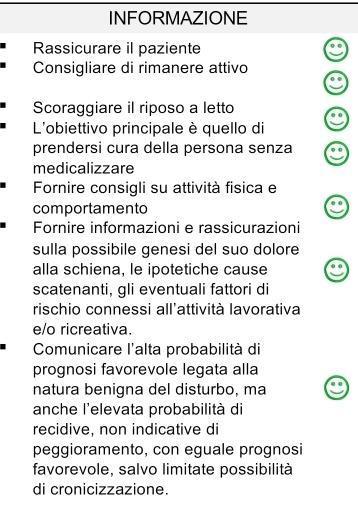 INFORMAZIONE
▪ Rassicurare il paziente
▪ Consigliare di rimanere attivo
▪ Scoraggiare il riposo a letto
▪ L’obiettivo principale è quello di
prendersi cura della persona senza
medicalizzare
▪ Fornire consigli su attività fisica e
comportamento
▪ Fornire informazioni e rassicurazioni
sulla possibile genesi del suo dolore
alla schiena, le ipotetiche cause
scatenanti, gli eventuali fattori di
rischio connessi all’attività lavorativa
e/o ricreativa.
▪ Comunicare l’alta probabilità di
prognosi favorevole legata alla
natura benigna del disturbo, ma
anche l’elevata probabilità di
recidive, non indicative di
peggioramento, con eguale prognosi
favorevole, salvo limitate possibilità
di cronicizzazione.